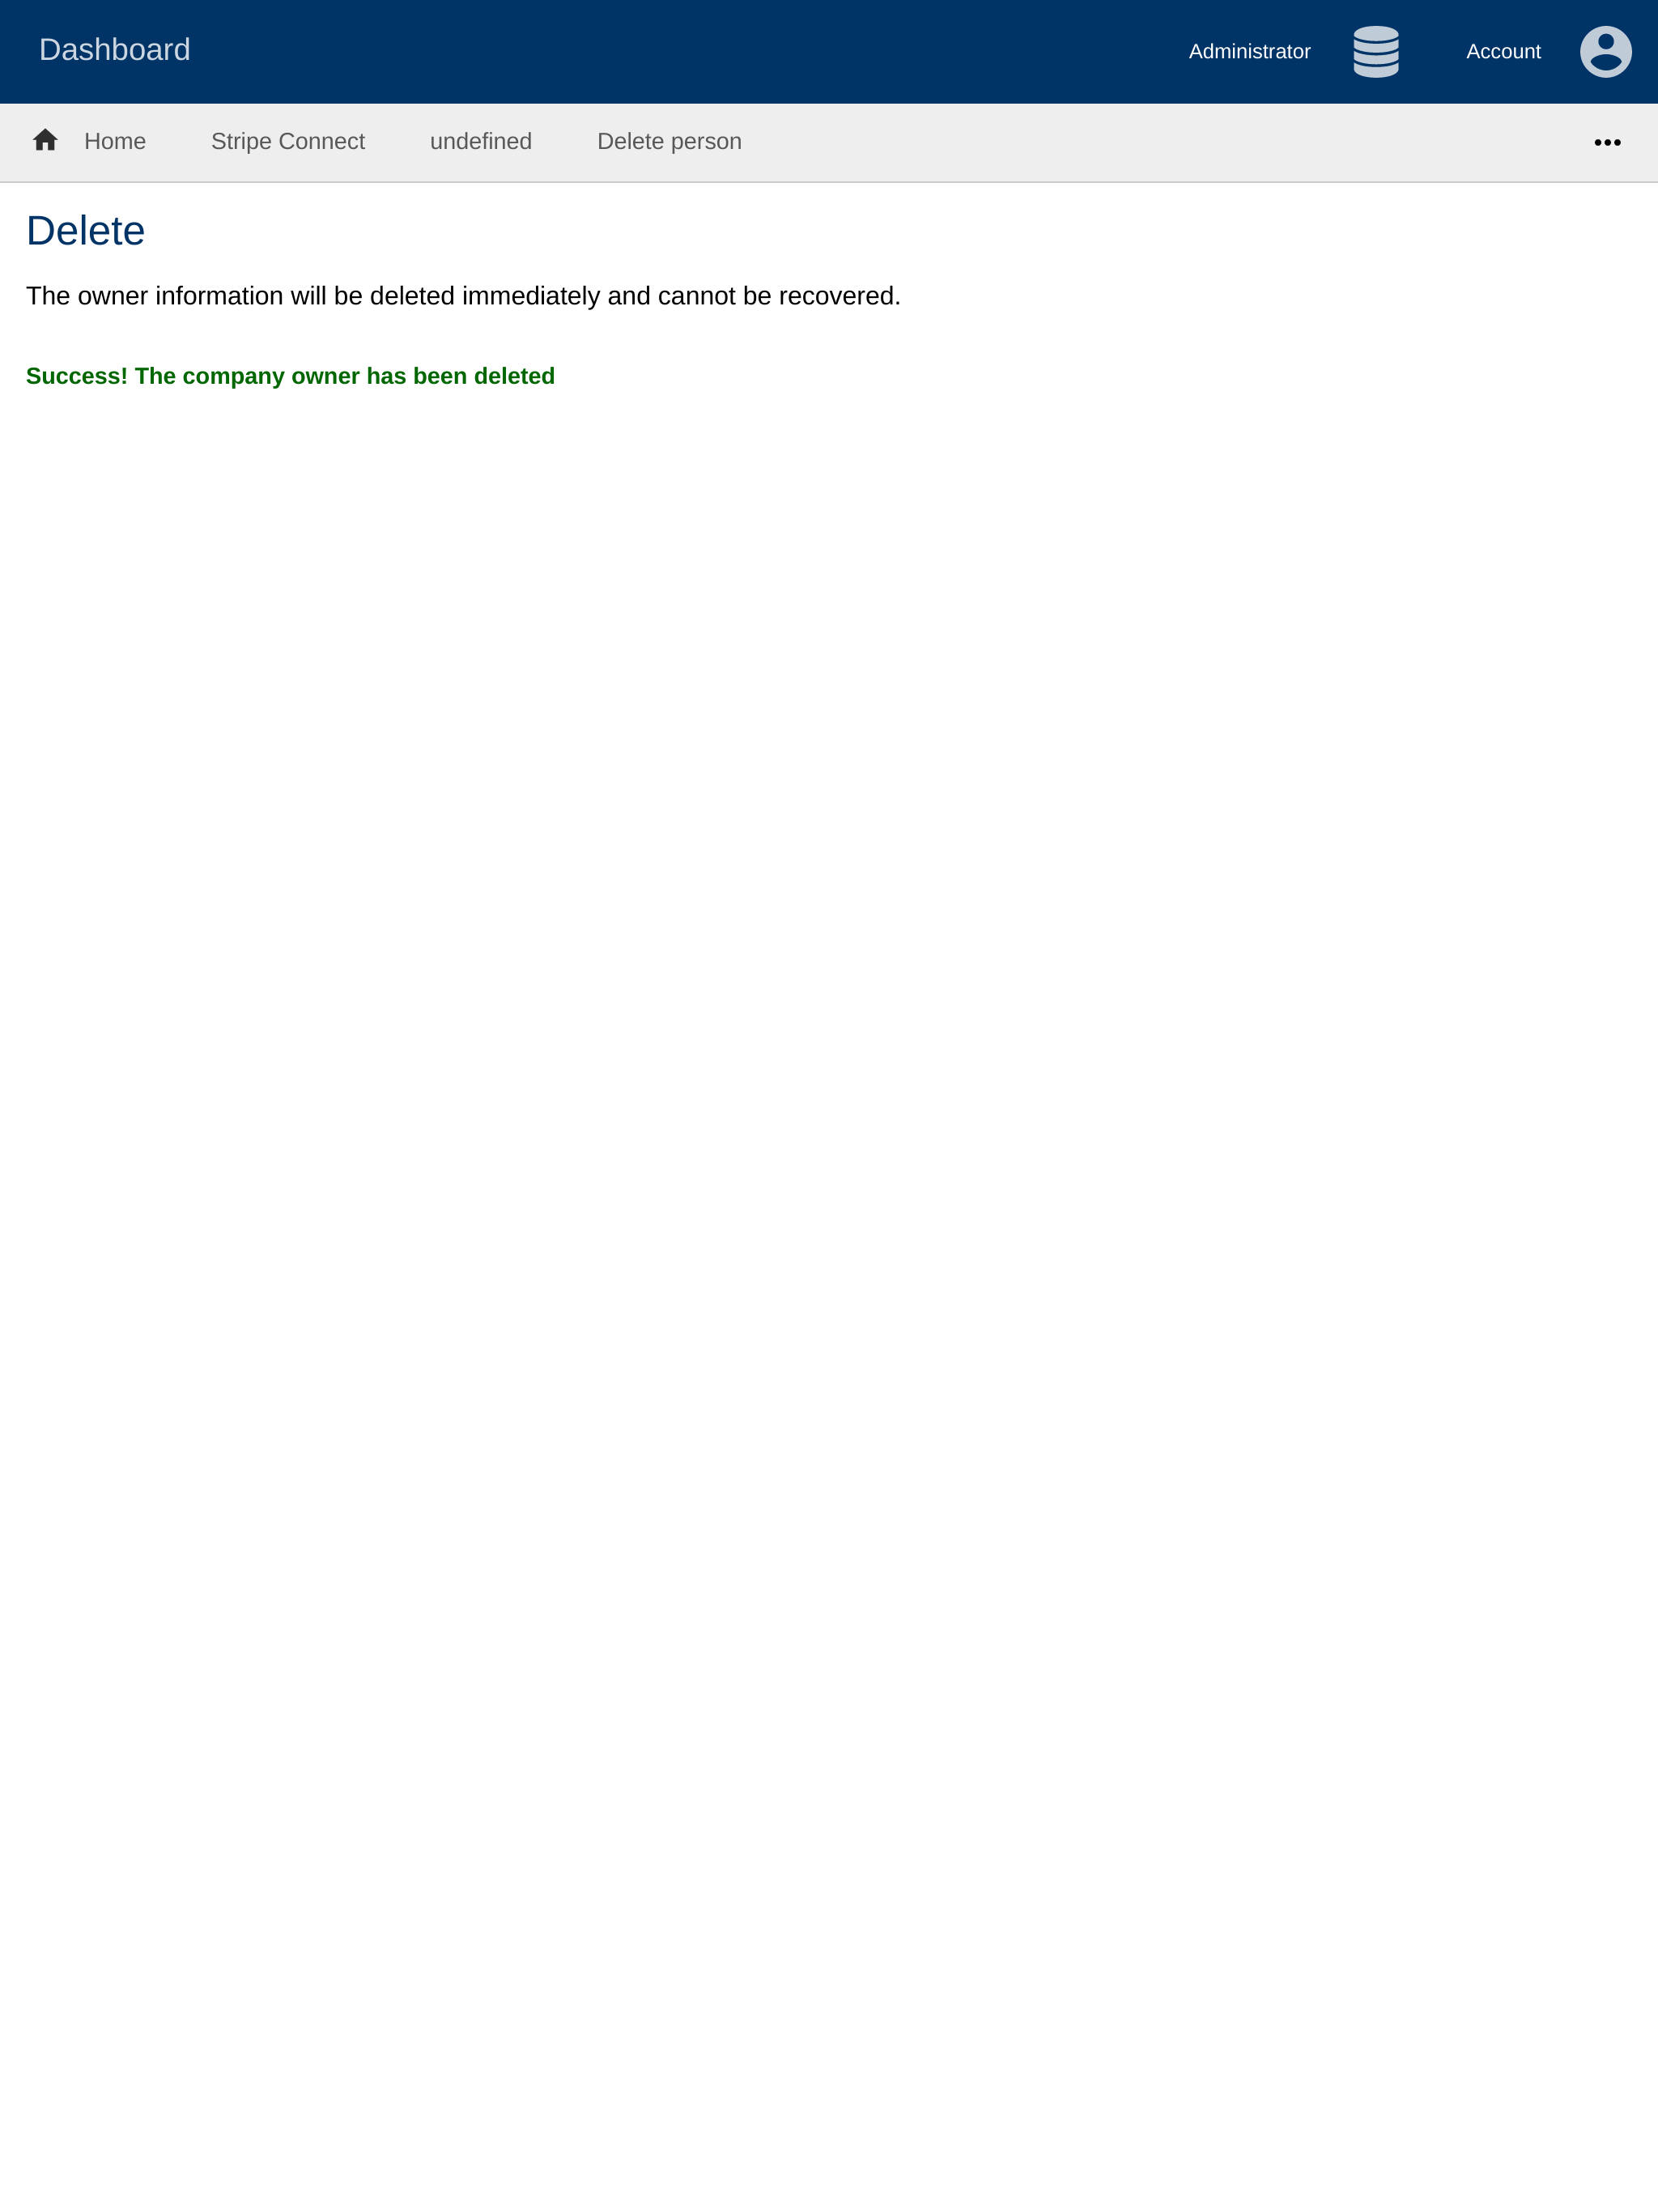 Dashboard
Administrator
Account
Home
Stripe Connect
undefined
Delete person
Delete
The owner information will be deleted immediately and cannot be recovered.
Success! The company owner has been deleted